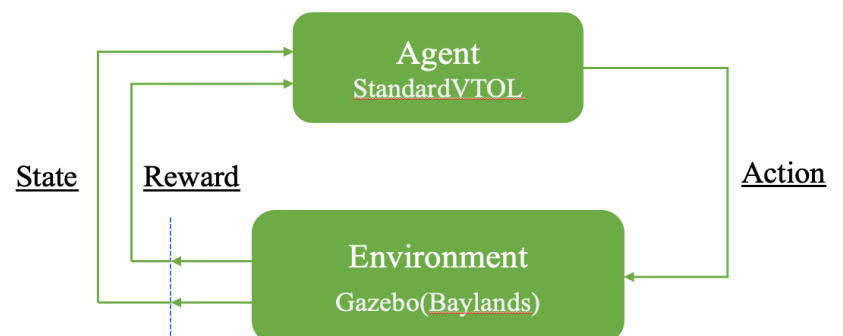 Agent
StandardVTOL
State
Reward
Action
Environment
Gazebo(Baylands)